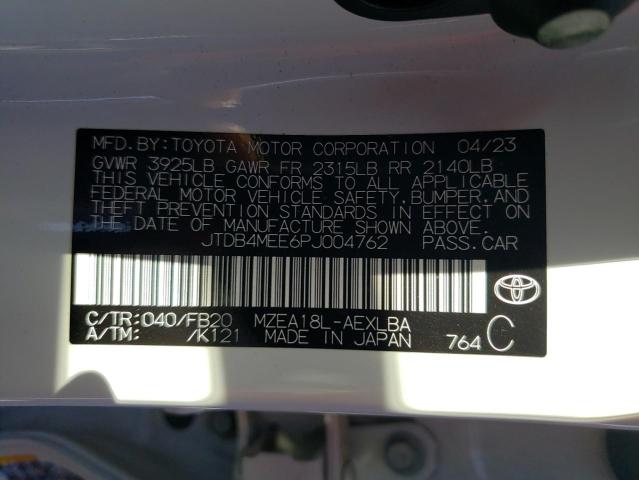 MFD.BY:TOYOTA MOTOR CORPORATION 04/23
GVWR 3925LB GAWR FR 2315LB RR 2140LB
THIS VEHICLE CONFORMS TO ALL APPLICABLE
FEDERAL MOTOR VEHICLE SAFETY,BUMPER,AND
THEFT PREVENTION STANDARDS IN EFFECT ON
THE DATE OF MANUFACTURE SHOWN ABOVE.
JTDB4MEE6PJ004762 PASS.CAR
C/TR:040/FB20 MZEA18L-AEXLBA
A/TM: /K121 MADE IN JAPAN 764 C